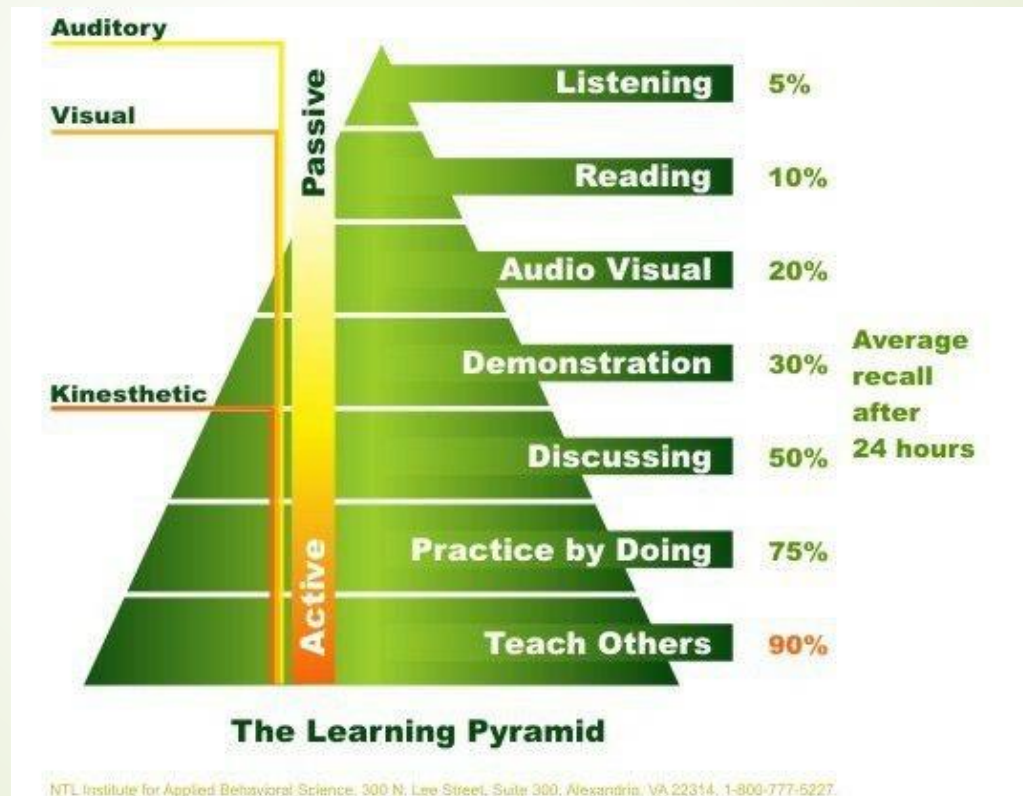 Auditory
Visual
Kinesthetic
Passive
Active
Listening 5%
Reading 10%
Audio Visual 20%
Demonstration 30%
Discussing 50%
Practice by Doing 75%
Teach Others 90%
Average
recall
after
24 hours
The Learning Pyramid
NTL Institute for Applied Behavioral Science, 300 N. Lee Street, Suite 300, Alexandria, VA 22314. 1-800-777-5227.